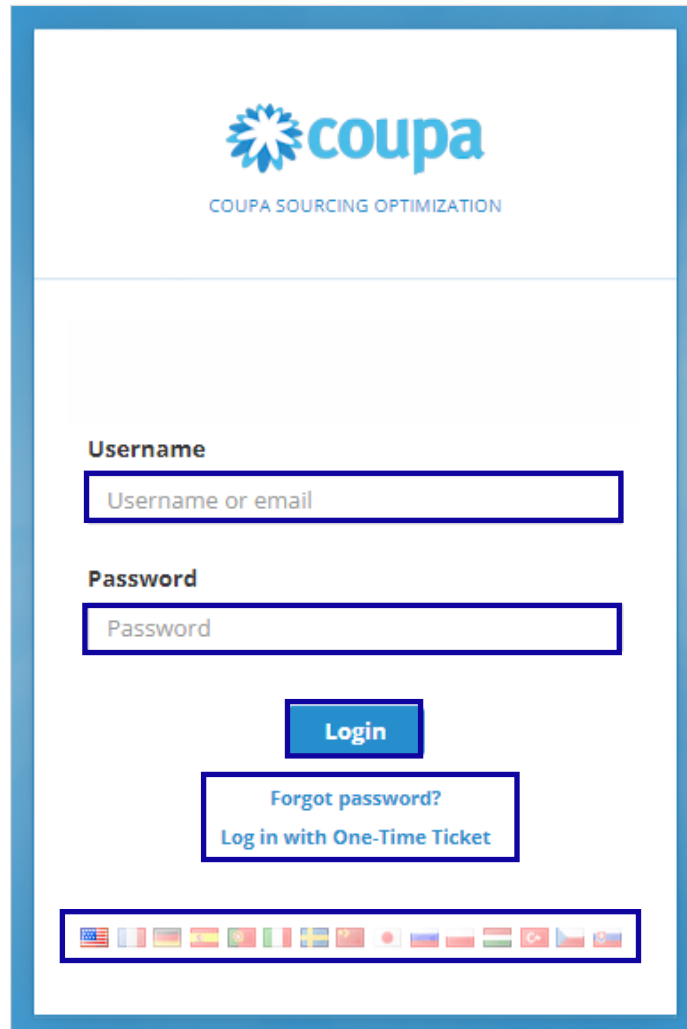 coupa
COUPA SOURCING OPTIMIZATION
Username
Username or email
Password
Password
Login
Forgot password?
Log in with One-Time Ticket